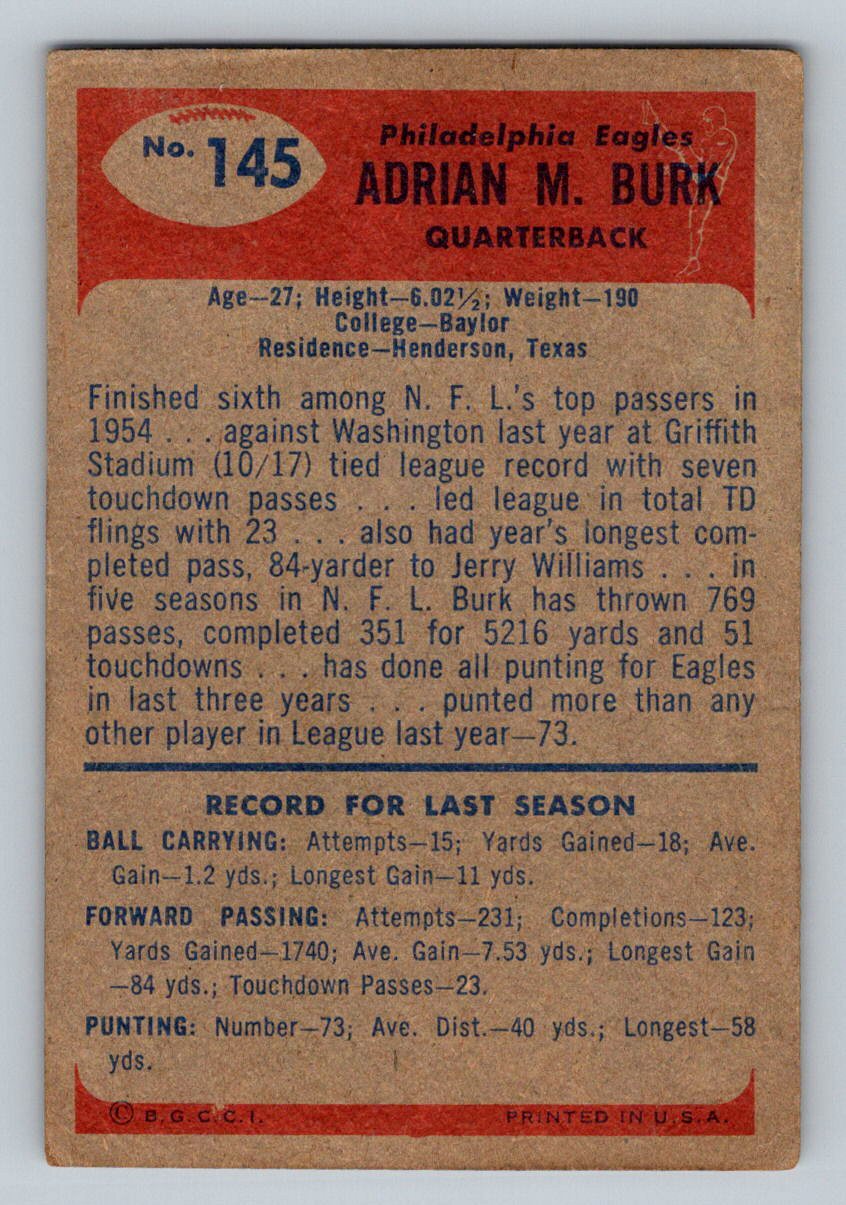 No. 145
Philadelphia Eagles
ADRIAN M. BURK
QUARTERBACK
Age—27; Height—6.02½; Weight—190
College—Baylor
Residence—Henderson, Texas
Finished sixth among N. F. L.'s top passers in
1954 . . . against Washington last year at Griffith
Stadium (10/17) tied league record with seven
touchdown passes . . . led league in total TD
flings with 23 . . . also had year's longest com-
pleted pass, 84-yarder to Jerry Williams . . . in
five seasons in N. F. L. Burk has thrown 769
passes, completed 351 for 5216 yards and 51
touchdowns . . . has done all punting for Eagles
in last three years . . . punted more than any
other player in League last year—73.
RECORD FOR LAST SEASON
BALL CARRYING: Attempts—15; Yards Gained—18; Ave.
Gain—1.2 yds.; Longest Gain—11 yds.
FORWARD PASSING: Attempts—231; Completions—123;
Yards Gained—1740; Ave. Gain—7.53 yds.; Longest Gain
—84 yds.; Touchdown Passes—23.
PUNTING: Number—73; Ave. Dist.—40 yds.; Longest—58
yds.
© B. G. C. C. I. PRINTED IN U. S. A.